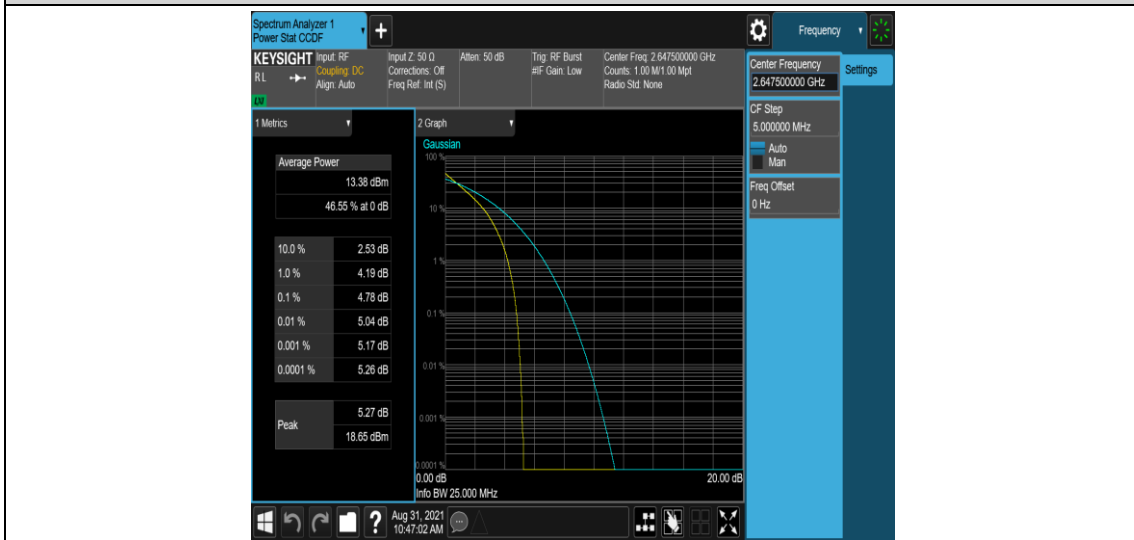 Spectrum Analyzer 1
Power Stat CCDF
+
Frequency
KEYSIGHT
RL
LXI
Input: RF
Coupling: DC
Align: Auto
Input Z: 50 Ω
Corrections: Off
Freq Ref: Int (S)
Atten: 50 dB
Trig: RF Burst
#IF Gain: Low
Center Freq: 2.647500000 GHz
Counts: 1.00 M/1.00 Mpt
Radio Std: None
Center Frequency
2.647500000 GHz
Settings
CF Step
5.000000 MHz
Auto
Man
Freq Offset
0 Hz
1 Metrics
Average Power
13.38 dBm
46.55 % at 0 dB
10.0 % 2.53 dB
1.0 % 4.19 dB
0.1 % 4.78 dB
0.01 % 5.04 dB
0.001 % 5.17 dB
0.0001 % 5.26 dB
Peak
5.27 dB
18.65 dBm
2 Graph
Gaussian
100 %
10 %
1 %
0.1 %
0.01 %
0.001 %
0.0001 %
0.00 dB 20.00 dB
Info BW 25.000 MHz
?
Aug 31, 2021
10:47:02 AM